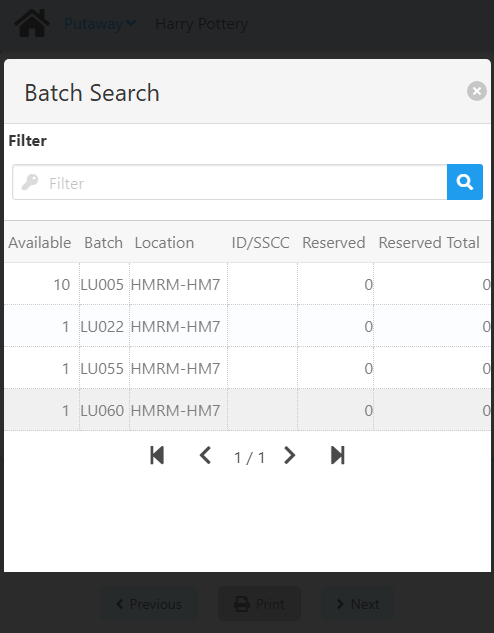 Putaway Harry Pottery
Batch Search
Filter
Filter
Available Batch Location ID/SSCC Reserved Reserved Total
10 LU005 HMRM-HM7 0 0
1 LU022 HMRM-HM7 0 0
1 LU055 HMRM-HM7 0 0
1 LU060 HMRM-HM7 0 0
1 / 1
Previous Print Next